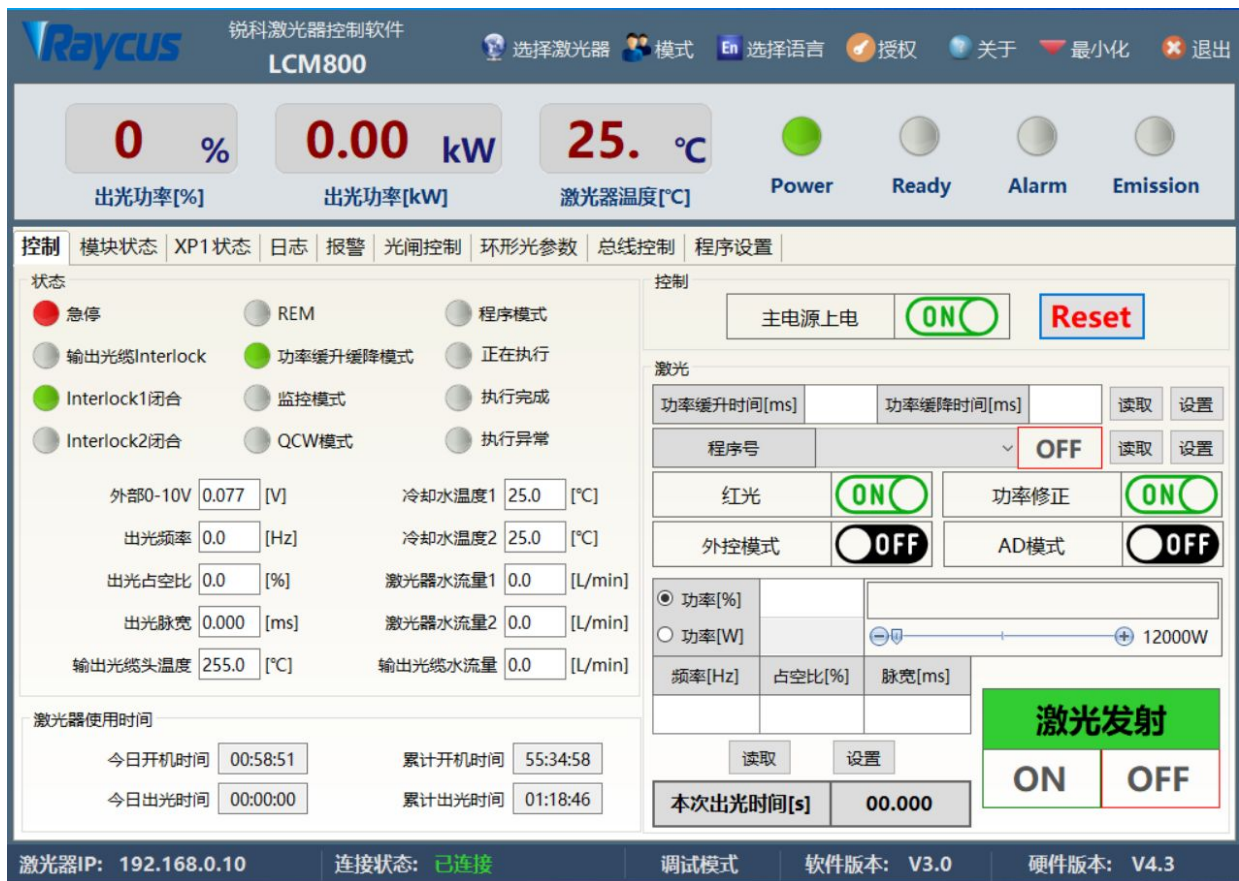 Raycus
锐科激光器控制软件
LCM800
选择激光器 模式 En 选择语言 授权 关于 最小化 退出
0 % 0.00 kW 25. ℃
出光功率[%] 出光功率[kW] 激光器温度[℃] Power Ready Alarm Emission
控制 模块状态 XP1状态 日志 报警 光闸控制 环形光参数 总线控制 程序设置
状态
急停 REM 程序模式
输出光缆Interlock 功率缓升缓降模式 正在执行
Interlock1闭合 监控模式 执行完成
Interlock2闭合 QCW模式 执行异常
外部0-10V 0.077 [V] 冷却水温度1 25.0 [℃]
出光频率 0.0 [Hz] 冷却水温度2 25.0 [℃]
出光占空比 0.0 [%] 激光器水流量1 0.0 [L/min]
出光脉宽 0.000 [ms] 激光器水流量2 0.0 [L/min]
输出光缆头温度 255.0 [℃] 输出光缆水流量 0.0 [L/min]
激光器使用时间
今日开机时间 00:58:51 累计开机时间 55:34:58
今日出光时间 00:00:00 累计出光时间 01:18:46
控制
主电源上电 ON Reset
激光
功率缓升时间[ms] 功率缓降时间[ms] 读取 设置
程序号 OFF 读取 设置
红光 ON 功率修正 ON
外控模式 OFF AD模式 OFF
功率[%]
功率[W] 12000W
频率[Hz] 占空比[%] 脉宽[ms]
激光发射
读取 设置
ON OFF
本次出光时间[s] 00.000
激光器IP: 192.168.0.10 连接状态: 已连接 调试模式 软件版本: V3.0 硬件版本: V4.3